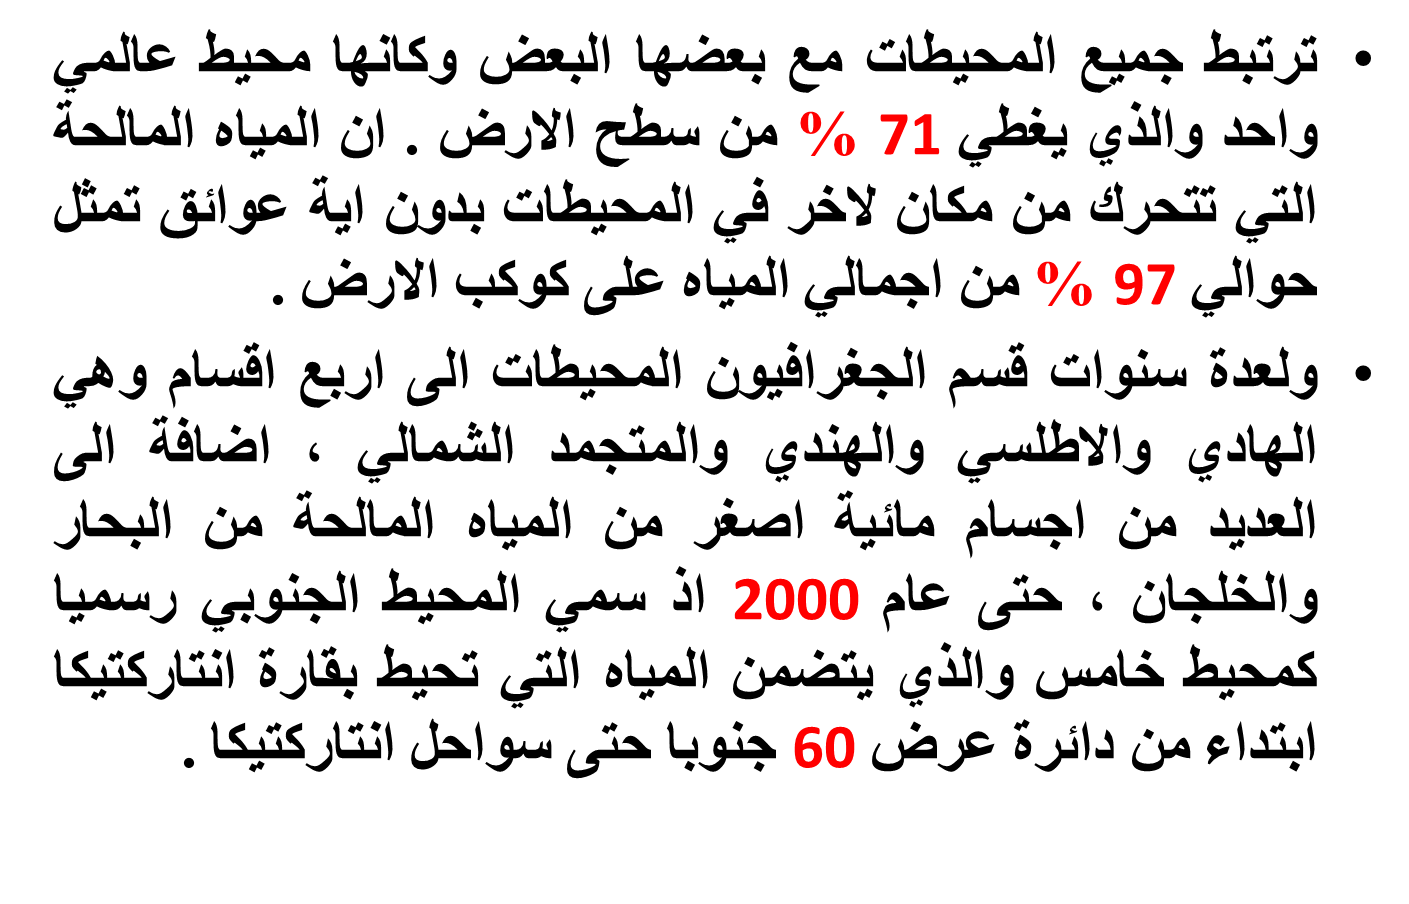 • ترتبط جميع المحيطات مع بعضها البعض وكانها محيط عالمي
واحد والذي يغطي 71 % من سطح الارض . ان المياه المالحة
التي تتحرك من مكان لاخر في المحيطات بدون اية عوائق تمثل
حوالي 97 % من اجمالي المياه على كوكب الارض .
• ولعدة سنوات قسم الجغرافيون المحيطات الى اربع اقسام وهي
الهادي والاطلسي والهندي والمتجمد الشمالي ، اضافة الى
العديد من اجسام مائية اصغر من المياه المالحة من البحار
والخلجان ، حتى عام 2000 اذ سمي المحيط الجنوبي رسميا
كمحيط خامس والذي يتضمن المياه التي تحيط بقارة انتاركتيكا
ابتداء من دائرة عرض 60 جنوبا حتى سواحل انتاركتيكا .